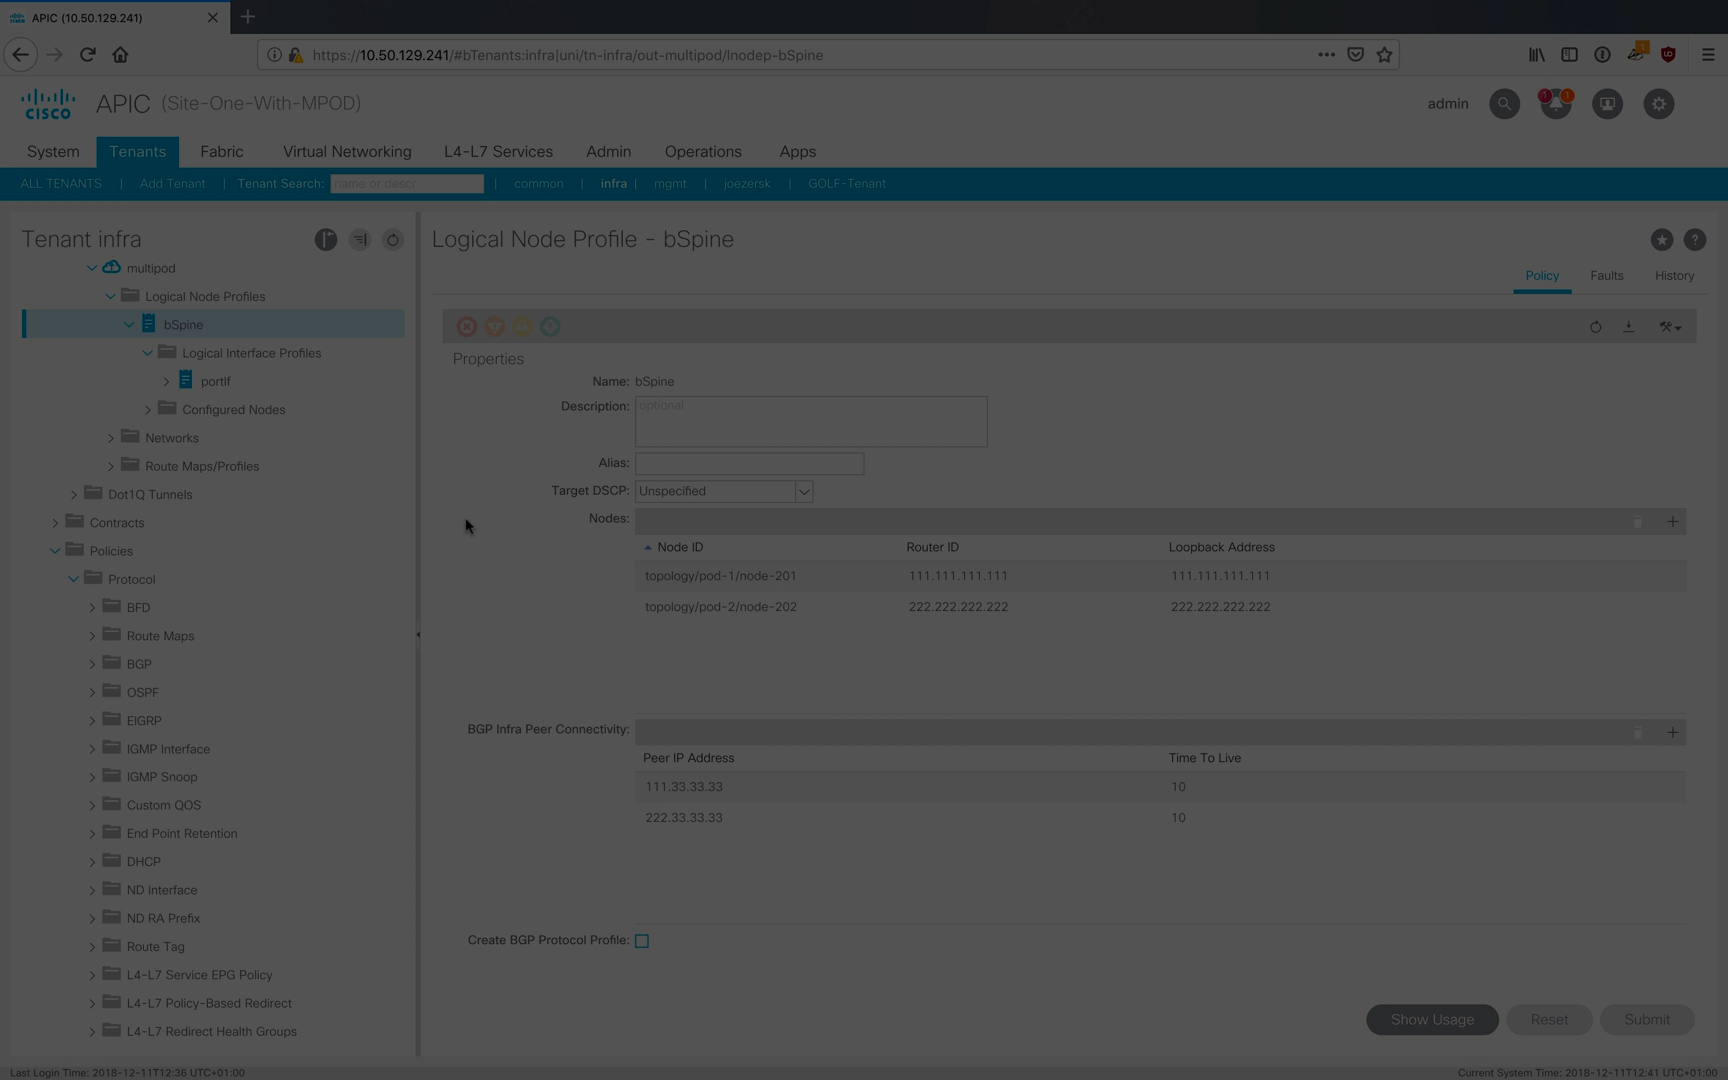 APIC (10.50.129.241)
https://10.50.129.241/#bTenants:infra|uni/tn-infra/out-multipod/lnodep-bSpine
1
CISCO
APIC (Site-One-With-MPOD)
admin
1
1
System
Tenants
Fabric
Virtual Networking
L4-L7 Services
Admin
Operations
Apps
ALL TENANTS | Add Tenant | Tenant Search: name or descr | common | infra | mgmt | joezersk | GOLF-Tenant
Tenant infra
multipod
Logical Node Profiles
bSpine
Logical Interface Profiles
portIf
Configured Nodes
Networks
Route Maps/Profiles
Dot1Q Tunnels
Contracts
Policies
Protocol
BFD
Route Maps
BGP
OSPF
EIGRP
IGMP Interface
IGMP Snoop
Custom QOS
End Point Retention
DHCP
ND Interface
ND RA Prefix
Route Tag
L4-L7 Service EPG Policy
L4-L7 Policy-Based Redirect
L4-L7 Redirect Health Groups
Logical Node Profile - bSpine
Policy
Faults
History
Properties
Name: bSpine
Description: optional
Alias:
Target DSCP: Unspecified
Nodes:
Node ID Router ID Loopback Address
topology/pod-1/node-201 111.111.111.111 111.111.111.111
topology/pod-2/node-202 222.222.222.222 222.222.222.222
BGP Infra Peer Connectivity:
Peer IP Address Time To Live
111.33.33.33 10
222.33.33.33 10
Create BGP Protocol Profile:
Show Usage
Reset
Submit
Last Login Time: 2018-12-11T12:36 UTC+01:00
Current System Time: 2018-12-11T12:41 UTC+01:00